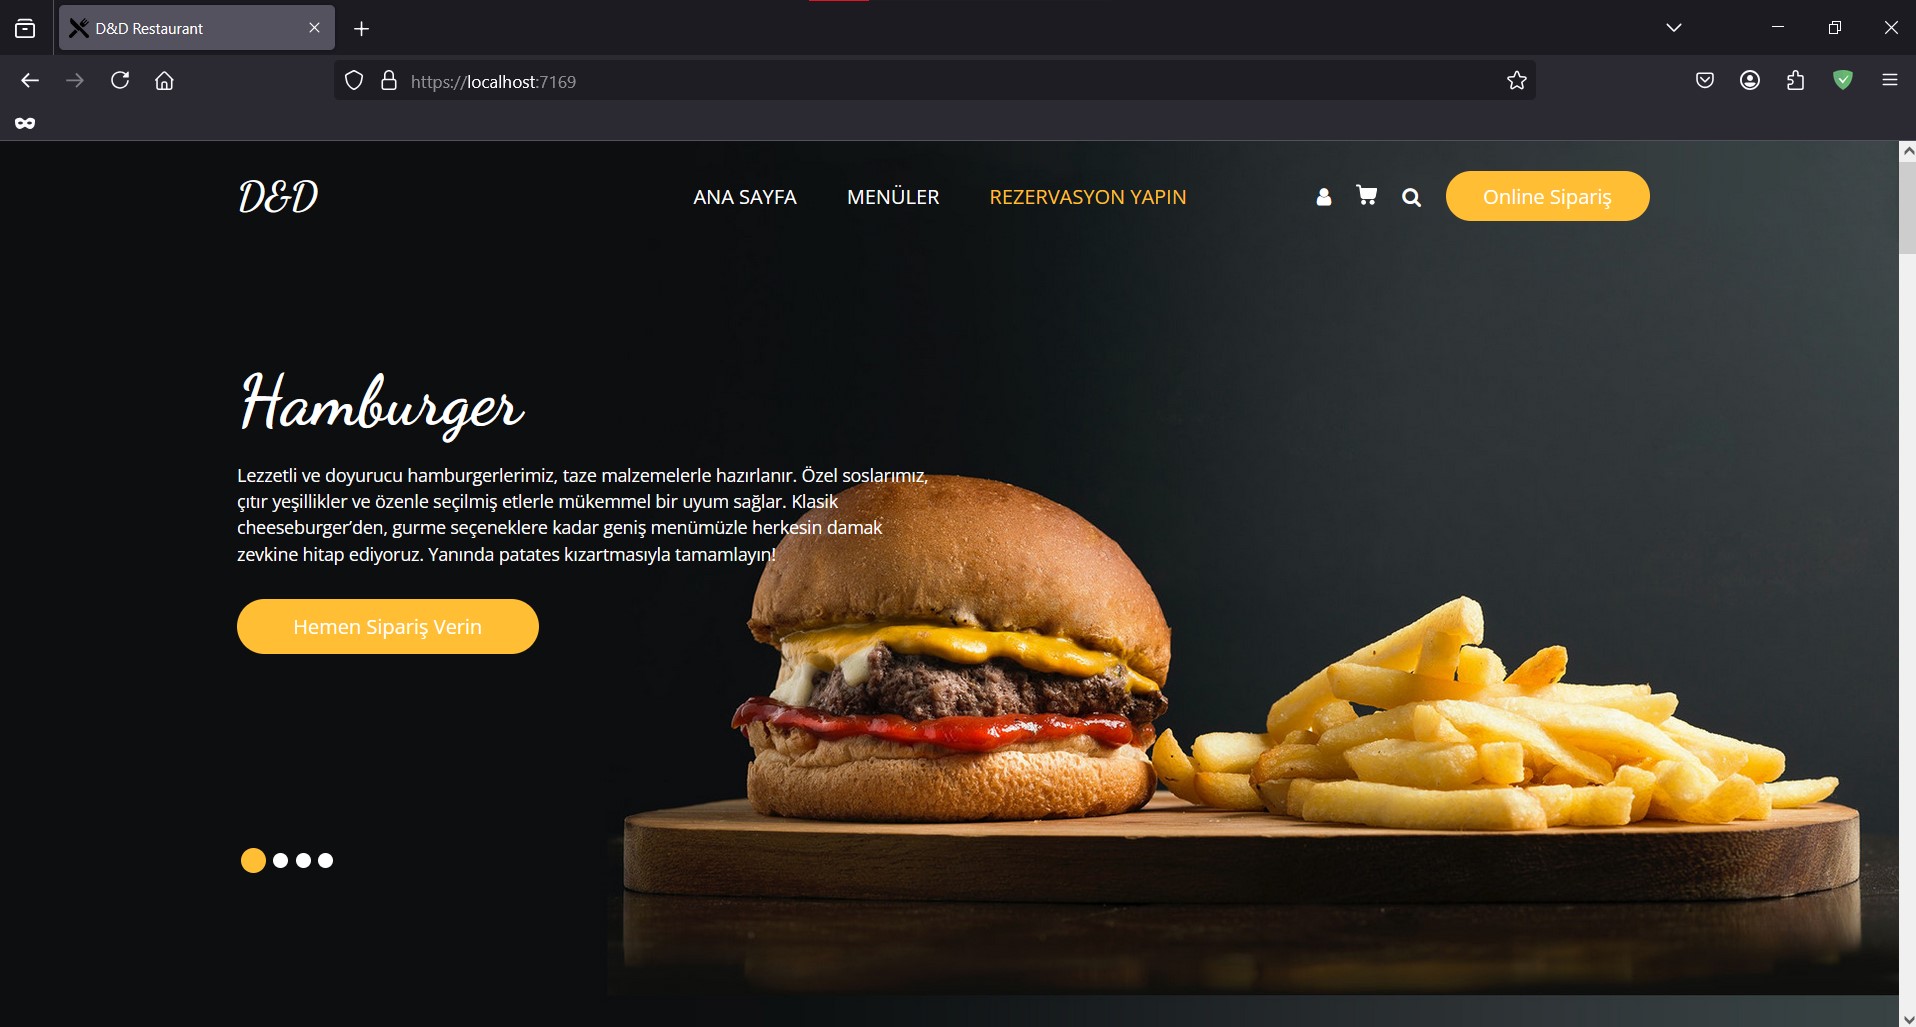 D&D Restaurant
https://localhost:7169
D&D
ANA SAYFA
MENÜLER
REZERVASYON YAPIN
Online Sipariş
Hamburger
Lezzetli ve doyurucu hamburgerlerimiz, taze malzemelerle hazırlanır. Özel soslarımız,
çıtır yeşillikler ve özenle seçilmiş etlerle mükemmel bir uyum sağlar. Klasik
cheeseburger’den, gurme seçeneklere kadar geniş menümüzle herkesin damak
zevkine hitap ediyoruz. Yanında patates kızartmasıyla tamamlayın!
Hemen Sipariş Verin